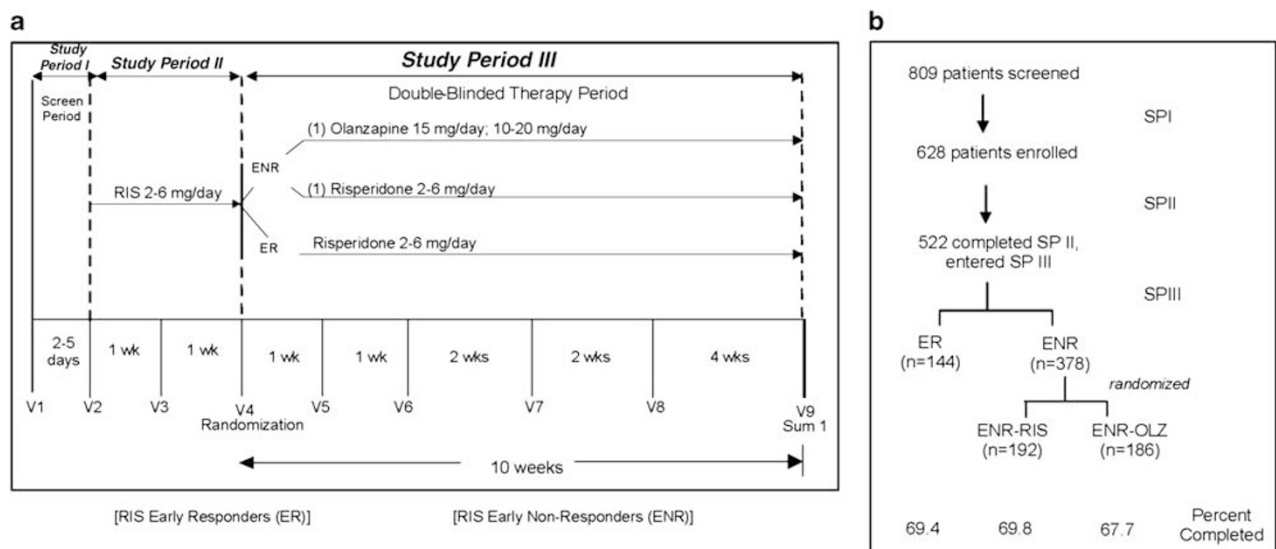 a
Study
Period I
Study Period II
Study Period III
Screen
Period
Double-Blinded Therapy Period
(1) Olanzapine 15 mg/day; 10-20 mg/day
ENR
RIS 2-6 mg/day
(1) Risperidone 2-6 mg/day
ER
Risperidone 2-6 mg/day
2-5
days
1 wk
1 wk
1 wk
1 wk
2 wks
2 wks
4 wks
V1
V2
V3
V4
V5
V6
V7
V8
V9
Randomization
Sum 1
10 weeks
[RIS Early Responders (ER)]
[RIS Early Non-Responders (ENR)]
b
809 patients screened
SPI
628 patients enrolled
SPII
522 completed SP II,
entered SP III
SPIII
ER
(n=144)
ENR
(n=378)
randomized
ENR-RIS
(n=192)
ENR-OLZ
(n=186)
69.4
69.8
67.7
Percent
Completed